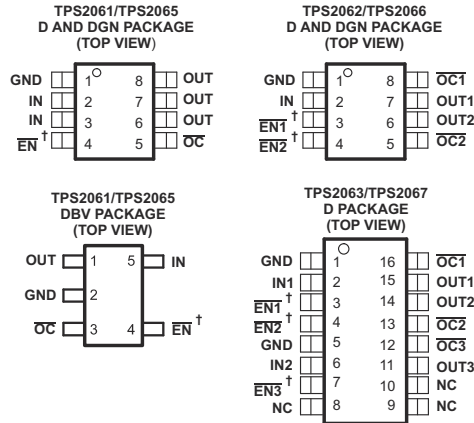 TPS2061/TPS2065
D AND DGN PACKAGE
(TOP VIEW)
GND 1 8 OUT
IN 2 7 OUT
IN 3 6 OUT
EN † 4 5 OC
TPS2062/TPS2066
D AND DGN PACKAGE
(TOP VIEW)
GND 1 8 OC1
IN 2 7 OUT1
EN1 † 3 6 OUT2
EN2 † 4 5 OC2
TPS2061/TPS2065
DBV PACKAGE
(TOP VIEW)
OUT 1 5 IN
GND 2
OC 3 4 EN †
TPS2063/TPS2067
D PACKAGE
(TOP VIEW)
GND 1 16 OC1
IN1 2 15 OUT1
EN1 † 3 14 OUT2
EN2 † 4 13 OC2
GND 5 12 OC3
IN2 6 11 OUT3
EN3 † 7 10 NC
NC 8 9 NC